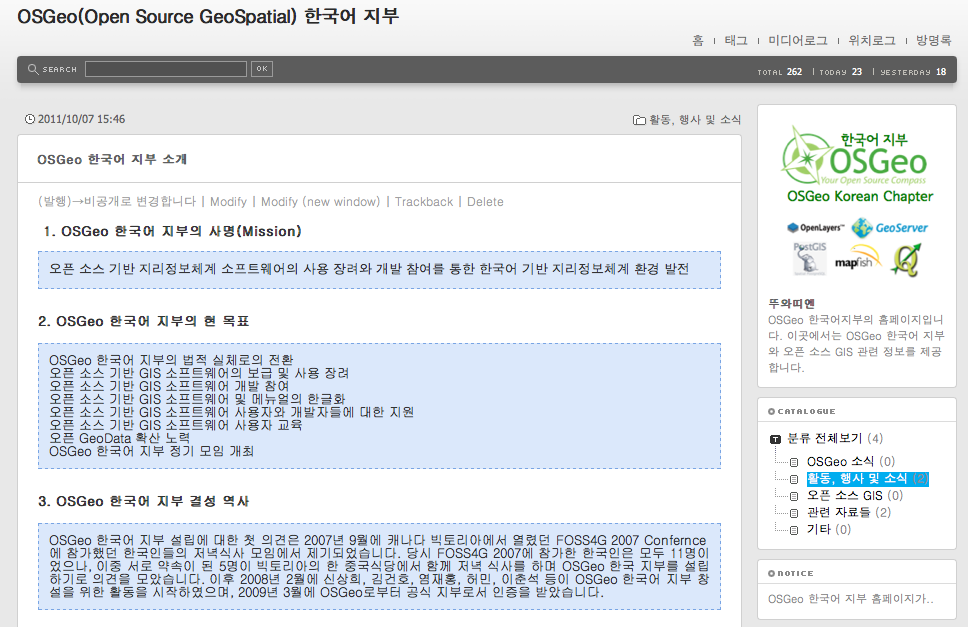 OSGeo(Open Source GeoSpatial) 한국어 지부
홈 | 태그 | 미디어로그 | 위치로그 | 방명록
SEARCH OK
TOTAL 262 | TODAY 23 | YESTERDAY 18
2011/10/07 15:46
활동, 행사 및 소식
OSGeo 한국어 지부 소개
(발행)→비공개로 변경합니다 | Modify | Modify (new window) | Trackback | Delete
1. OSGeo 한국어 지부의 사명(Mission)
오픈 소스 기반 지리정보체계 소프트웨어의 사용 장려와 개발 참여를 통한 한국어 기반 지리정보체계 환경 발전
2. OSGeo 한국어 지부의 현 목표
OSGeo 한국어 지부의 법적 실체로의 전환
오픈 소스 기반 GIS 소프트웨어의 보급 및 사용 장려
오픈 소스 기반 GIS 소프트웨어 개발 참여
오픈 소스 기반 GIS 소프트웨어 및 메뉴얼의 한글화
오픈 소스 기반 GIS 소프트웨어 사용자와 개발자들에 대한 지원
오픈 소스 기반 GIS 소프트웨어 사용자 교육
오픈 GeoData 확산 노력
OSGeo 한국어 지부 정기 모임 개최
3. OSGeo 한국어 지부 결성 역사
OSGeo 한국어 지부 설립에 대한 첫 의견은 2007년 9월에 캐나다 빅토리아에서 열렸던 FOSS4G 2007 Confernce
에 참가했던 한국인들의 저녁식사 모임에서 제기되었습니다. 당시 FOSS4G 2007에 참가한 한국인은 모두 11명이
었으나, 이중 서로 약속이 된 5명이 빅토리아의 한 중국식당에서 함께 저녁 식사를 하며 OSGeo 한국 지부를 설립
하기로 의견을 모았습니다. 이후 2008년 2월에 신상희, 김건호, 염재홍, 허민, 이춘석 등이 OSGeo 한국어 지부 창
설을 위한 활동을 시작하였으며, 2009년 3월에 OSGeo로부터 공식 지부로서 인증을 받았습니다.
한국어 지부
OSGeo
Your Open Source Compass
OSGeo Korean Chapter
OpenLayers GeoServer
PostGIS mapfish
뚜와띠엔
OSGeo 한국어지부의 홈페이지입니
다. 이곳에서는 OSGeo 한국어 지부
와 오픈 소스 GIS 관련 정보를 제공
합니다.
CATALOGUE
분류 전체보기 (4)
OSGeo 소식 (0)
활동, 행사 및 소식 (2)
오픈 소스 GIS (0)
관련 자료들 (2)
기타 (0)
NOTICE
OSGeo 한국어 지부 홈페이지가..